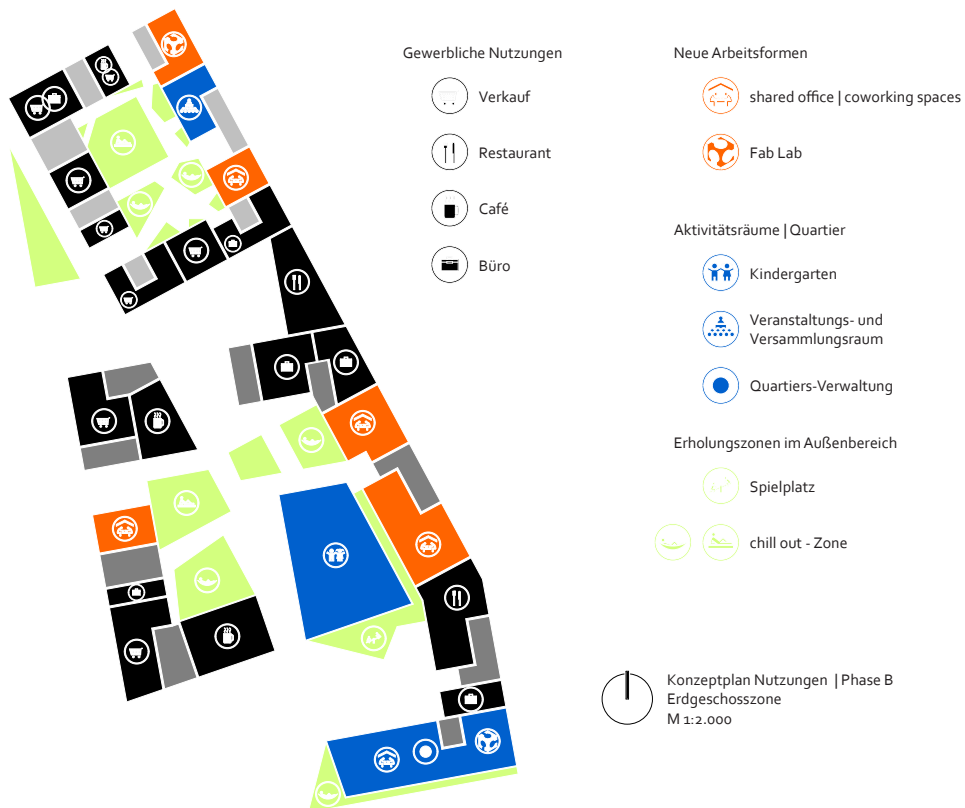 Gewerbliche Nutzungen
Verkauf
Restaurant
Café
Büro
Neue Arbeitsformen
shared office | coworking spaces
Fab Lab
Aktivitätsräume | Quartier
Kindergarten
Veranstaltungs- und
Versammlungsraum
Quartiers-Verwaltung
Erholungszonen im Außenbereich
Spielplatz
chill out - Zone
Konzeptplan Nutzungen | Phase B
Erdgeschosszone
M 1:2.000